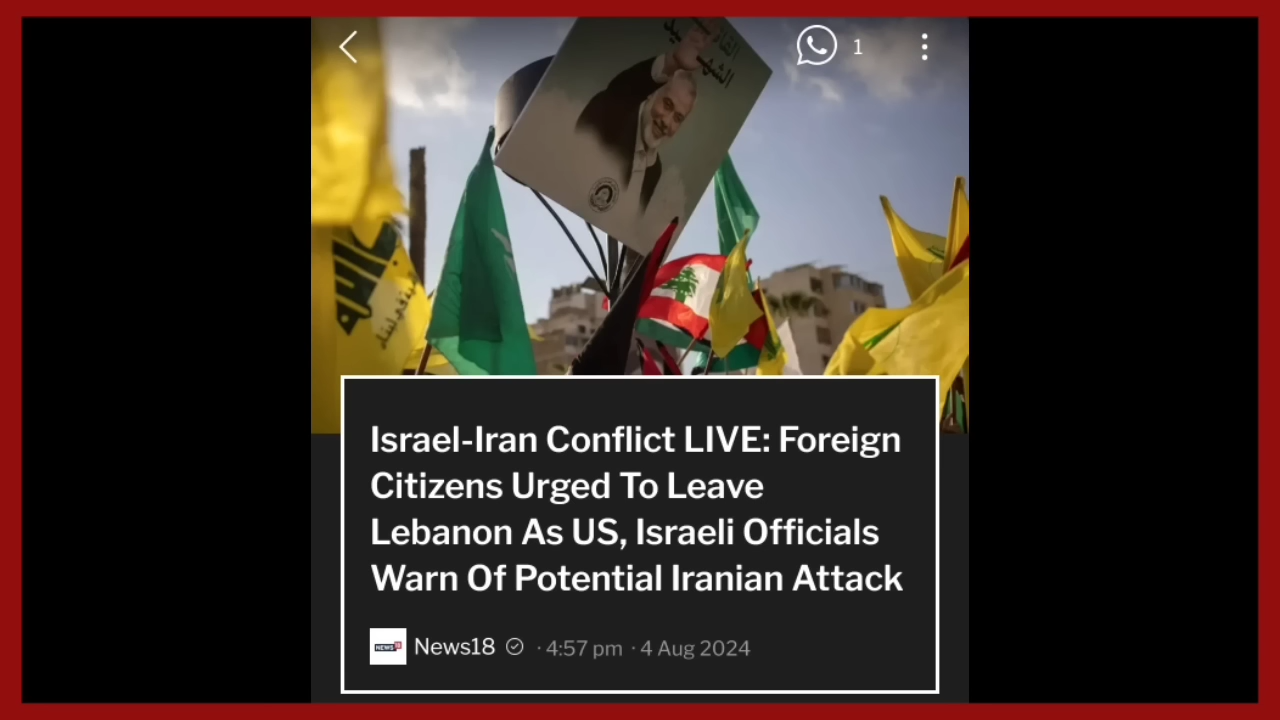 1
Israel-Iran Conflict LIVE: Foreign
Citizens Urged To Leave
Lebanon As US, Israeli Officials
Warn Of Potential Iranian Attack
NEWS18
News18 · 4:57 pm · 4 Aug 2024